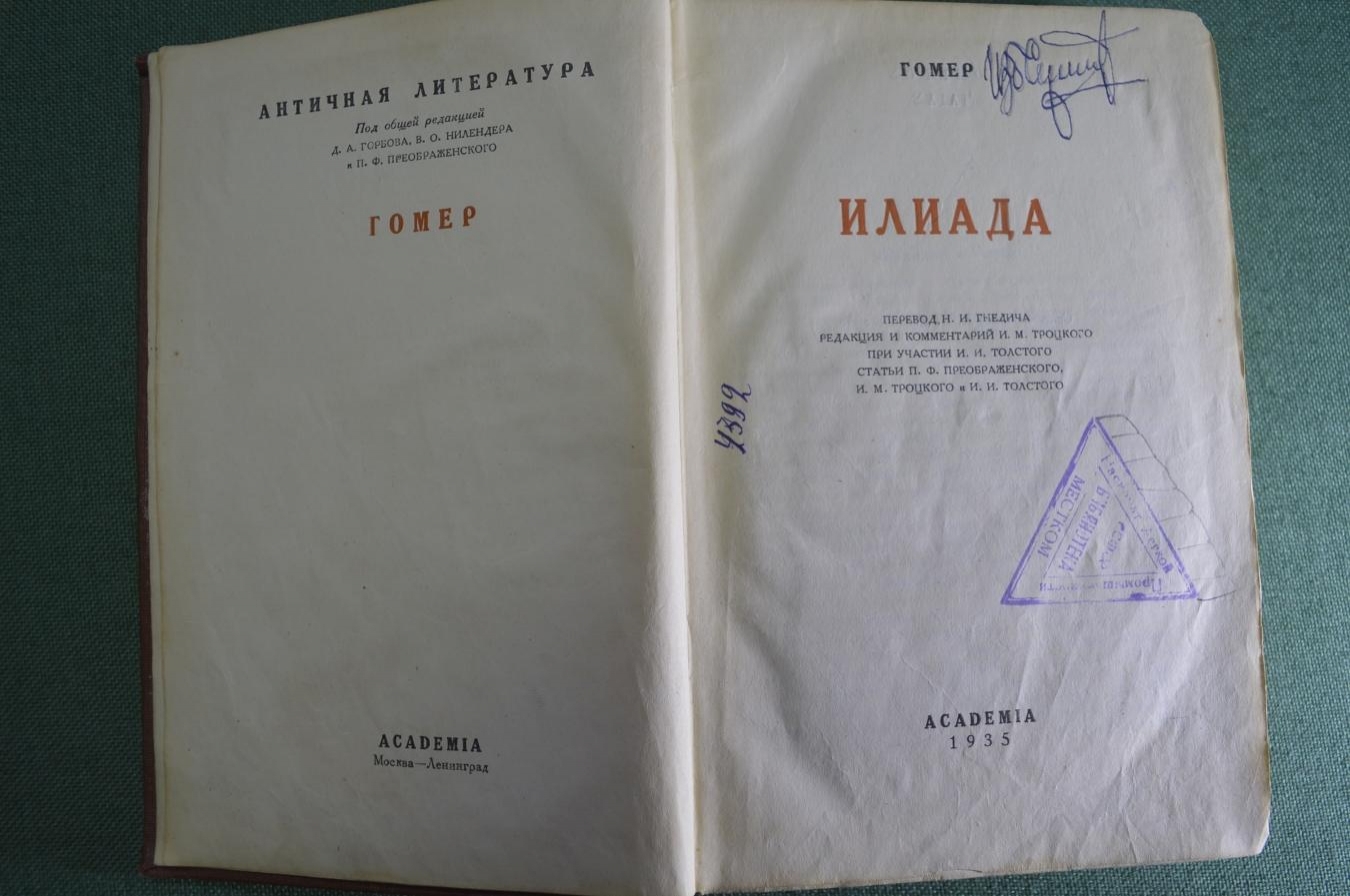 АНТИЧНАЯ ЛИТЕРАТУРА
Под общей редакцией
Д. А. ГОРБОВА, В. О. НИЛЕНДЕРА
и П. Ф. ПРЕОБРАЖЕНСКОГО
ГОМЕР
ACADEMIA
Москва—Ленинград
ГОМЕР
ИЛИАДА
ПЕРЕВОД Н. И. ГНЕДИЧА
РЕДАКЦИЯ И КОММЕНТАРИЙ И. М. ТРОЦКОГО
ПРИ УЧАСТИИ И. И. ТОЛСТОГО
СТАТЬИ П. Ф. ПРЕОБРАЖЕНСКОГО,
И. М. ТРОЦКОГО и И. И. ТОЛСТОГО
4392
БИБЛИОТЕКА
МЕСТКОМ
ACADEMIA
1935